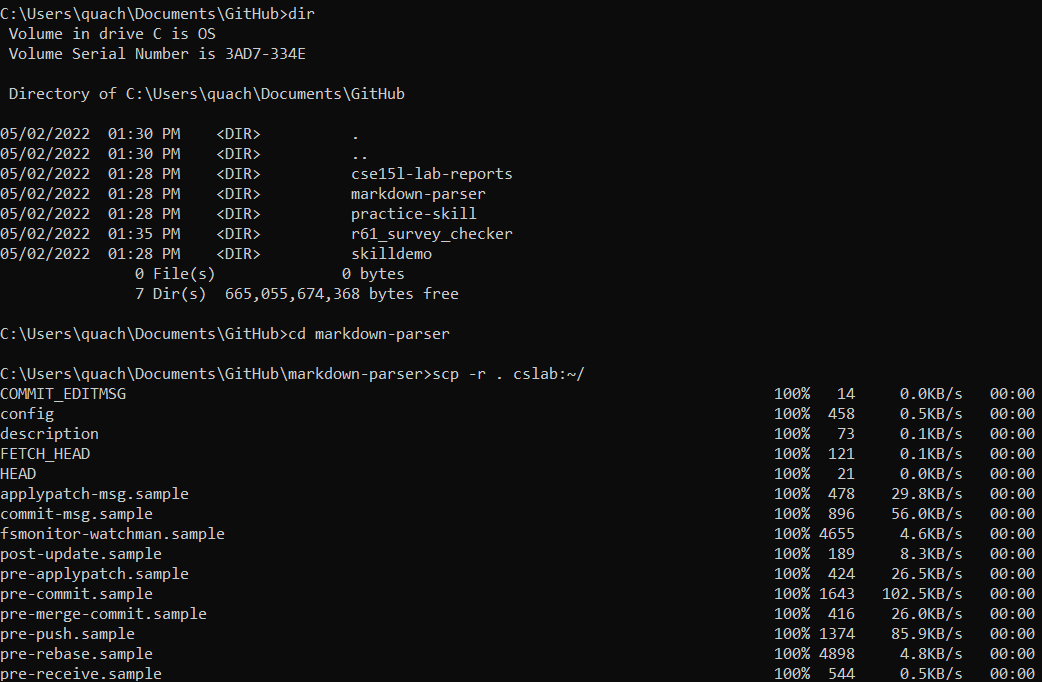 C:\Users\quach\Documents\GitHub>dir
 Volume in drive C is OS
 Volume Serial Number is 3AD7-334E

 Directory of C:\Users\quach\Documents\GitHub

05/02/2022  01:30 PM    <DIR>          .
05/02/2022  01:30 PM    <DIR>          ..
05/02/2022  01:28 PM    <DIR>          cse15l-lab-reports
05/02/2022  01:28 PM    <DIR>          markdown-parser
05/02/2022  01:28 PM    <DIR>          practice-skill
05/02/2022  01:35 PM    <DIR>          r61_survey_checker
05/02/2022  01:28 PM    <DIR>          skilldemo
               0 File(s)              0 bytes
               7 Dir(s)  665,055,674,368 bytes free

C:\Users\quach\Documents\GitHub>cd markdown-parser

C:\Users\quach\Documents\GitHub\markdown-parser>scp -r . cslab:~/
COMMIT_EDITMSG                                                                        100%   14     0.0KB/s   00:00
config                                                                                100%  458     0.5KB/s   00:00
description                                                                           100%   73     0.1KB/s   00:00
FETCH_HEAD                                                                            100%  121     0.1KB/s   00:00
HEAD                                                                                  100%   21     0.0KB/s   00:00
applypatch-msg.sample                                                                 100%  478    29.8KB/s   00:00
commit-msg.sample                                                                     100%  896    56.0KB/s   00:00
fsmonitor-watchman.sample                                                             100% 4655     4.6KB/s   00:00
post-update.sample                                                                    100%  189     8.3KB/s   00:00
pre-applypatch.sample                                                                 100%  424    26.5KB/s   00:00
pre-commit.sample                                                                     100% 1643   102.5KB/s   00:00
pre-merge-commit.sample                                                               100%  416    26.0KB/s   00:00
pre-push.sample                                                                       100% 1374    85.9KB/s   00:00
pre-rebase.sample                                                                     100% 4898     4.8KB/s   00:00
pre-receive.sample                                                                    100%  544     0.5KB/s   00:00